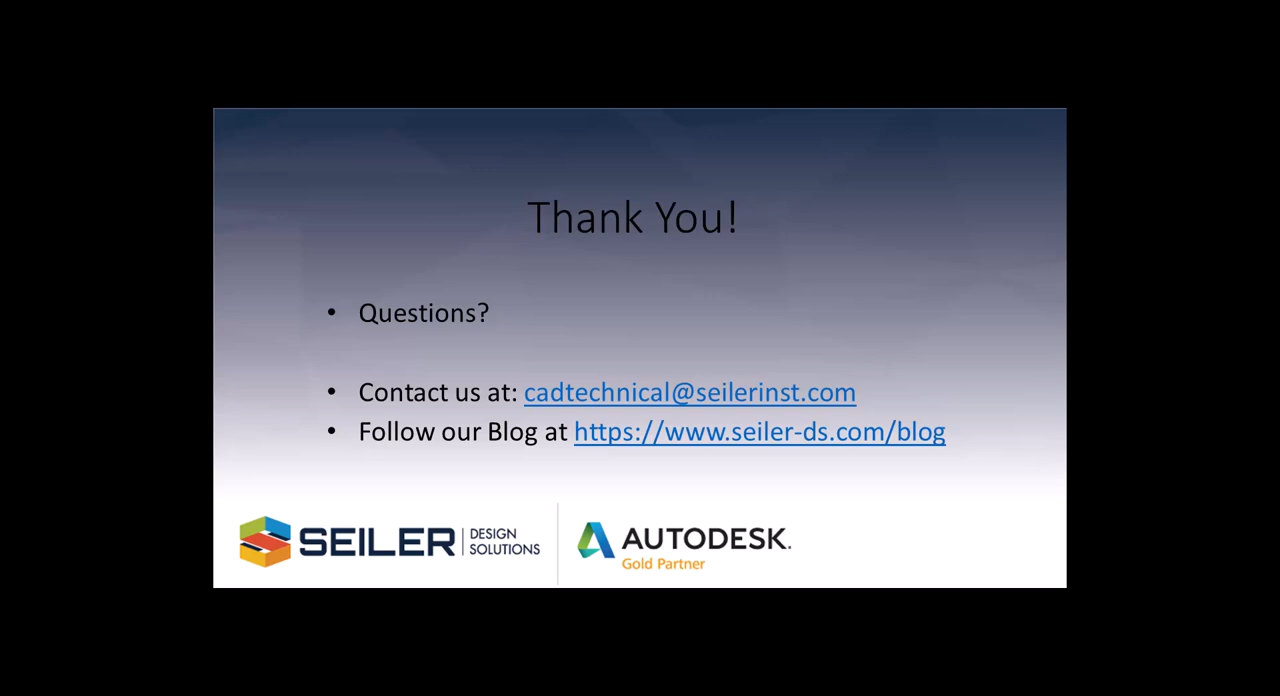 Thank You!
• Questions?
• Contact us at: cadtechnical@seilerinst.com
• Follow our Blog at https://www.seiler-ds.com/blog
SEILER DESIGN SOLUTIONS
AUTODESK.
Gold Partner